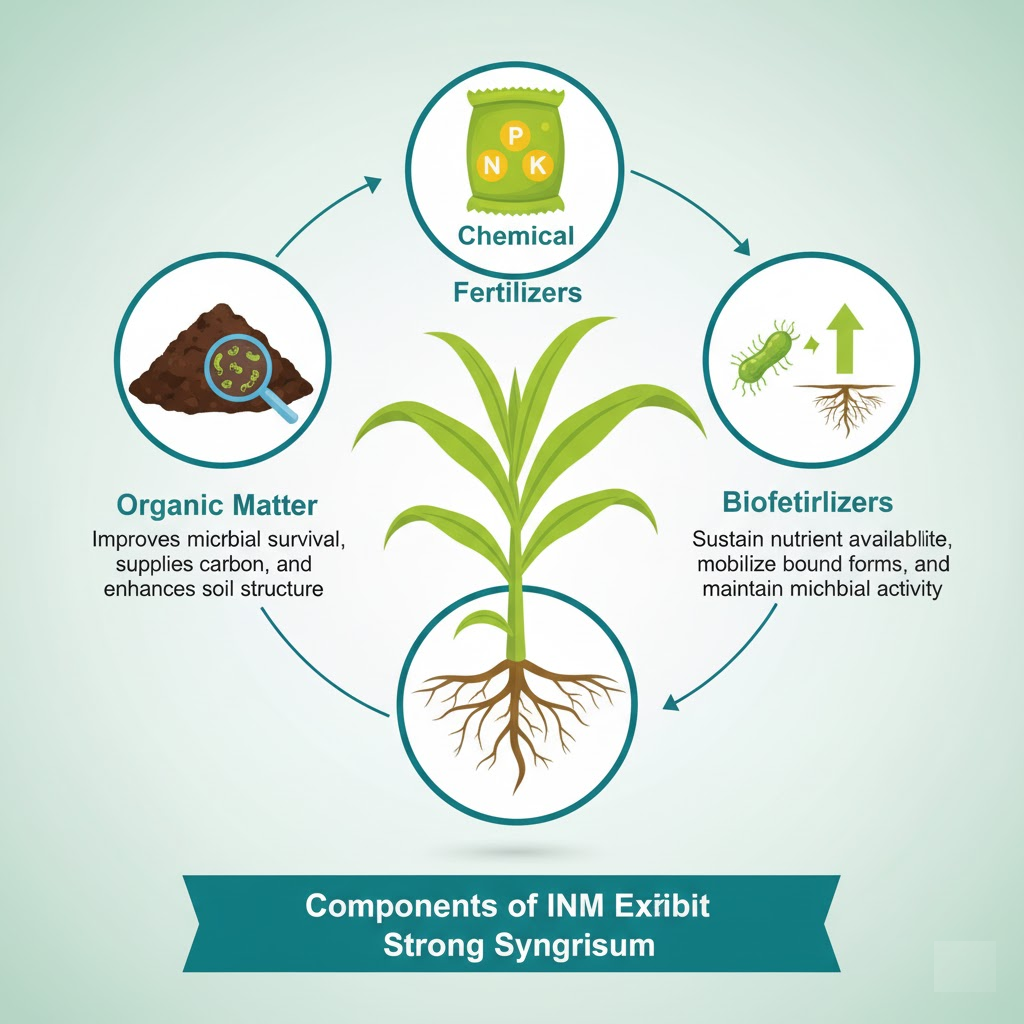 P
N K
Chemical
Fertilizers
Organic Matter
Improves micrbial survival,
supplies carbon, and
enhances soil structure
Biofetirlizers
Sustain nutrient availablite,
mobilize bound forms, and
maintain michbial activity
Components of INM
Strong Syngrisum